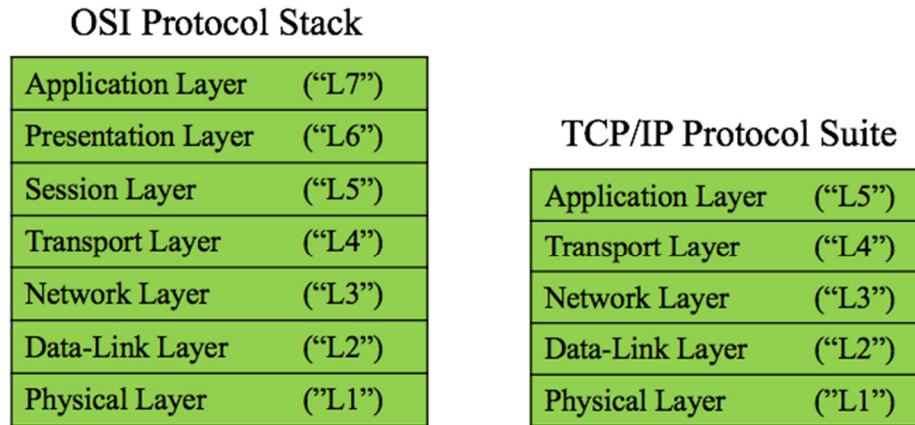 OSI Protocol Stack
Application Layer (“L7”)
Presentation Layer (“L6”)
Session Layer (“L5”)
Transport Layer (“L4”)
Network Layer (“L3”)
Data-Link Layer (“L2”)
Physical Layer (”L1”)
TCP/IP Protocol Suite
Application Layer (“L5”)
Transport Layer (“L4”)
Network Layer (“L3”)
Data-Link Layer (“L2”)
Physical Layer (”L1”)